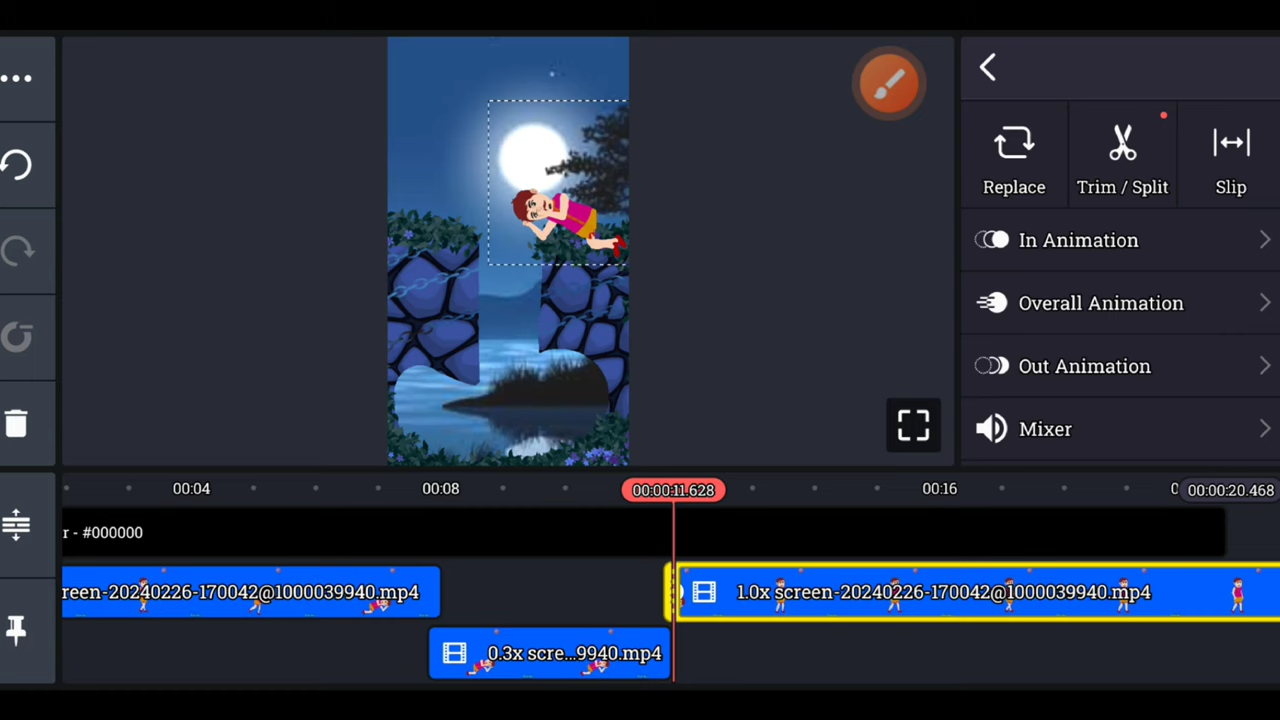 Replace
Trim / Split
Slip
In Animation
Overall Animation
Out Animation
Mixer
00:04
00:08
00:00:11.628
00:16
00:00:20.468
r - #000000
reen-20240226-170042@1000039940.mp4
1.0x screen-20240226-170042@1000039940.mp4
0.3x scre...9940.mp4